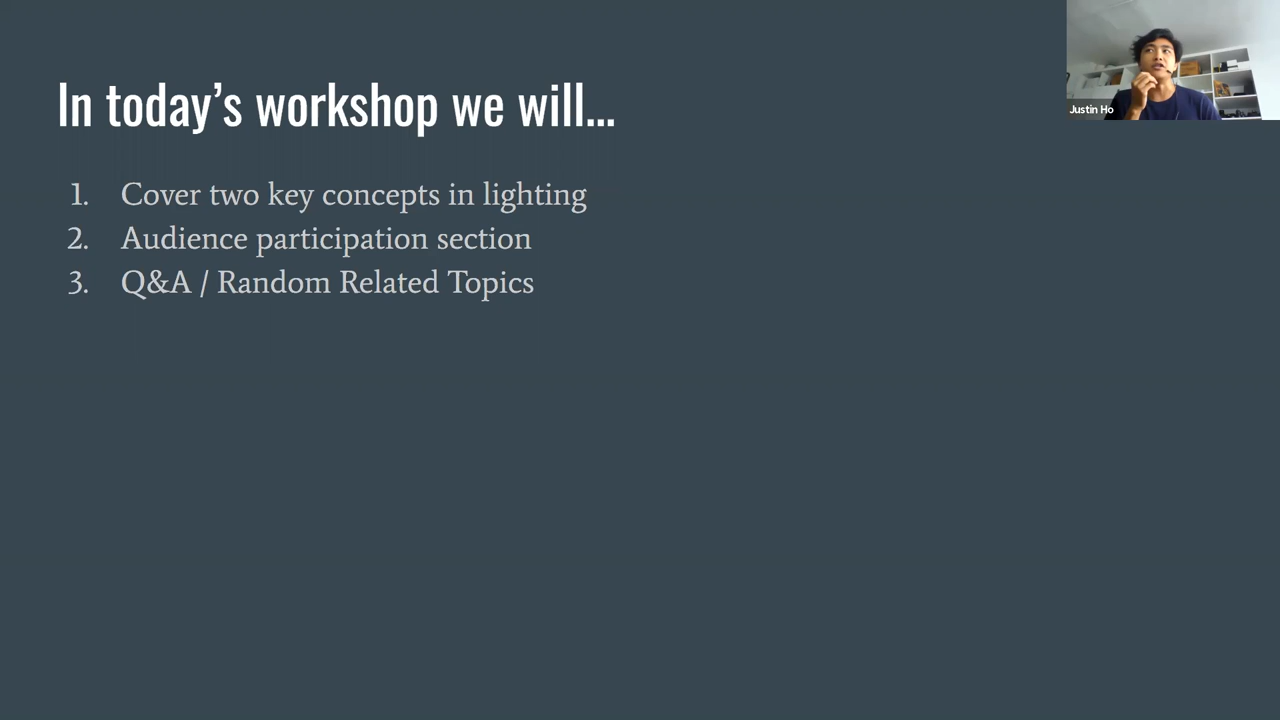 In today’s workshop we will...
1. Cover two key concepts in lighting
2. Audience participation section
3. Q&A / Random Related Topics
Justin Ho